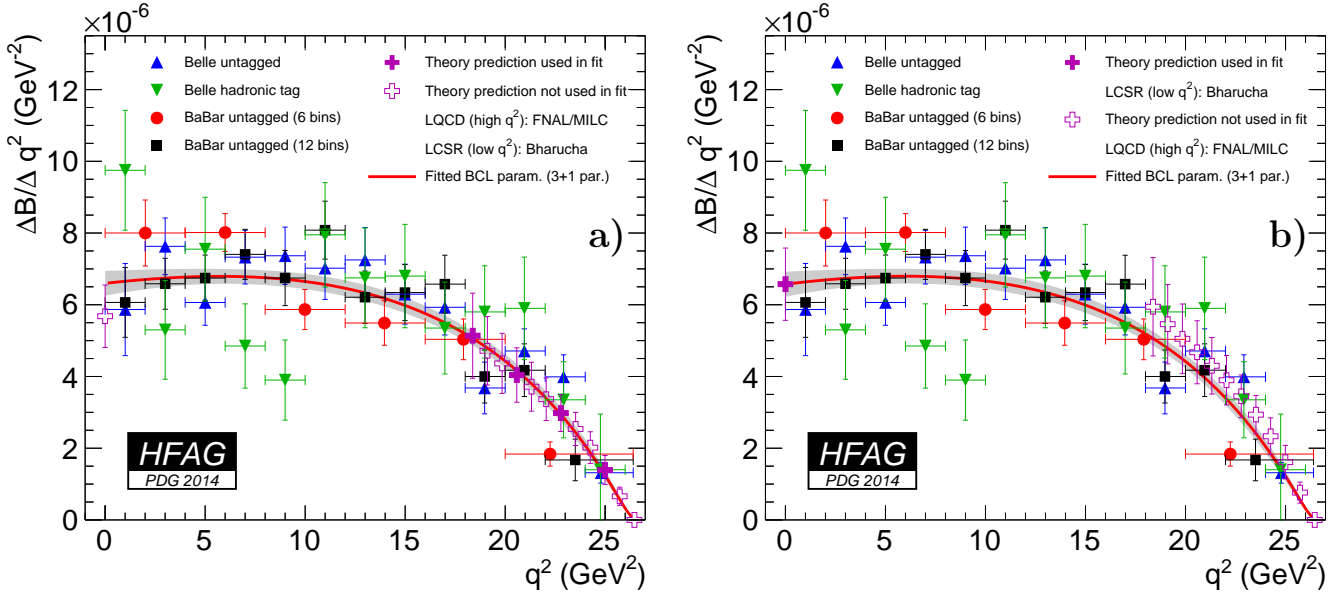 ×10⁻⁶
ΔB/Δ q² (GeV⁻²)
12
10
8
6
4
2
0
Belle untagged
Belle hadronic tag
BaBar untagged (6 bins)
BaBar untagged (12 bins)
Theory prediction used in fit
Theory prediction not used in fit
LQCD (high q²): FNAL/MILC
LCSR (low q²): Bharucha
Fitted BCL param. (3+1 par.)
a)
HFAG
PDG 2014
0 5 10 15 20 25
q² (GeV²)
×10⁻⁶
ΔB/Δ q² (GeV⁻²)
12
10
8
6
4
2
0
Belle untagged
Belle hadronic tag
BaBar untagged (6 bins)
BaBar untagged (12 bins)
Theory prediction used in fit
LCSR (low q²): Bharucha
Theory prediction not used in fit
LQCD (high q²): FNAL/MILC
Fitted BCL param. (3+1 par.)
b)
HFAG
PDG 2014
0 5 10 15 20 25
q² (GeV²)